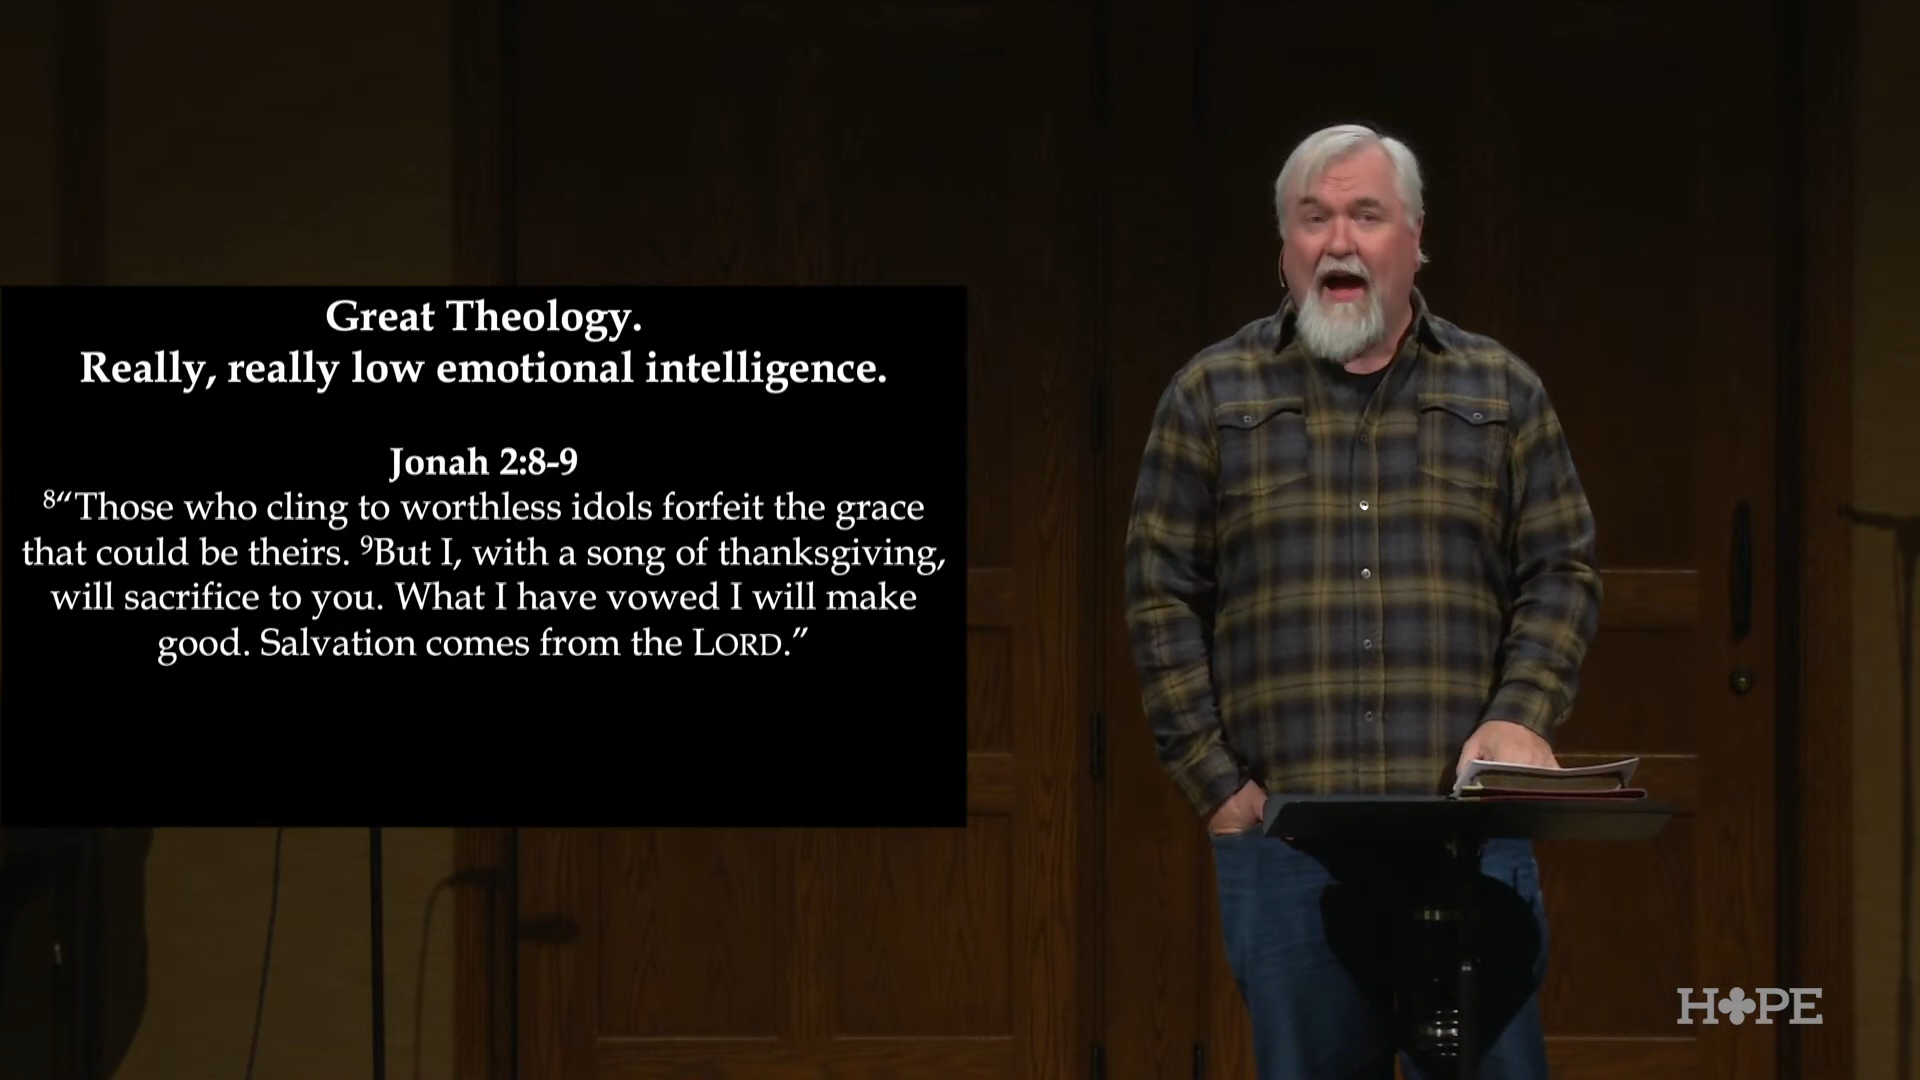 Great Theology.
Really, really low emotional intelligence.
Jonah 2:8-9
⁸“Those who cling to worthless idols forfeit the grace
that could be theirs. ⁹But I, with a song of thanksgiving,
will sacrifice to you. What I have vowed I will make
good. Salvation comes from the LORD.”
HOPE